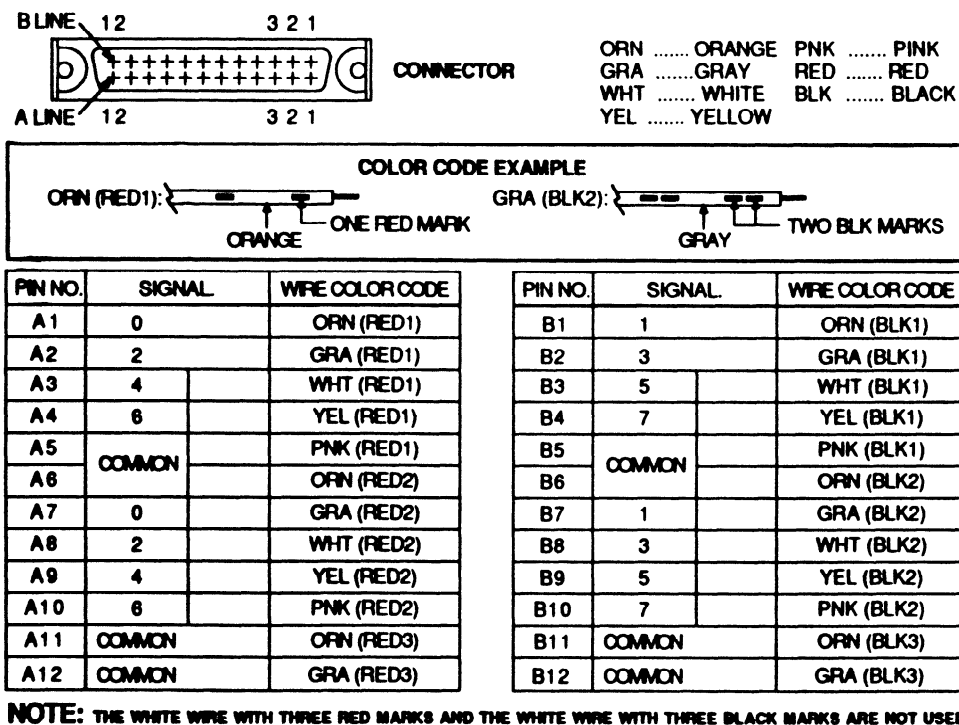 B LINE 12 3 2 1
CONNECTOR
A LINE 12 3 2 1
ORN ....... ORANGE PNK ....... PINK
GRA .......GRAY RED ....... RED
WHT ....... WHITE BLK ....... BLACK
YEL ....... YELLOW
COLOR CODE EXAMPLE
ORN (RED1): ONE RED MARK
ORANGE
GRA (BLK2): TWO BLK MARKS
GRAY
PIN NO. SIGNAL. WIRE COLOR CODE
A1 0 ORN (RED1)
A2 2 GRA (RED1)
A3 4 WHT (RED1)
A4 6 YEL (RED1)
A5 COMMON PNK (RED1)
A6 ORN (RED2)
A7 0 GRA (RED2)
A8 2 WHT (RED2)
A9 4 YEL (RED2)
A10 6 PNK (RED2)
A11 COMMON ORN (RED3)
A12 COMMON GRA (RED3)
PIN NO. SIGNAL. WIRE COLOR CODE
B1 1 ORN (BLK1)
B2 3 GRA (BLK1)
B3 5 WHT (BLK1)
B4 7 YEL (BLK1)
B5 COMMON PNK (BLK1)
B6 ORN (BLK2)
B7 1 GRA (BLK2)
B8 3 WHT (BLK2)
B9 5 YEL (BLK2)
B10 7 PNK (BLK2)
B11 COMMON ORN (BLK3)
B12 COMMON GRA (BLK3)
NOTE: THE WHITE WIRE WITH THREE RED MARKS AND THE WHITE WIRE WITH THREE BLACK MARKS ARE NOT USED